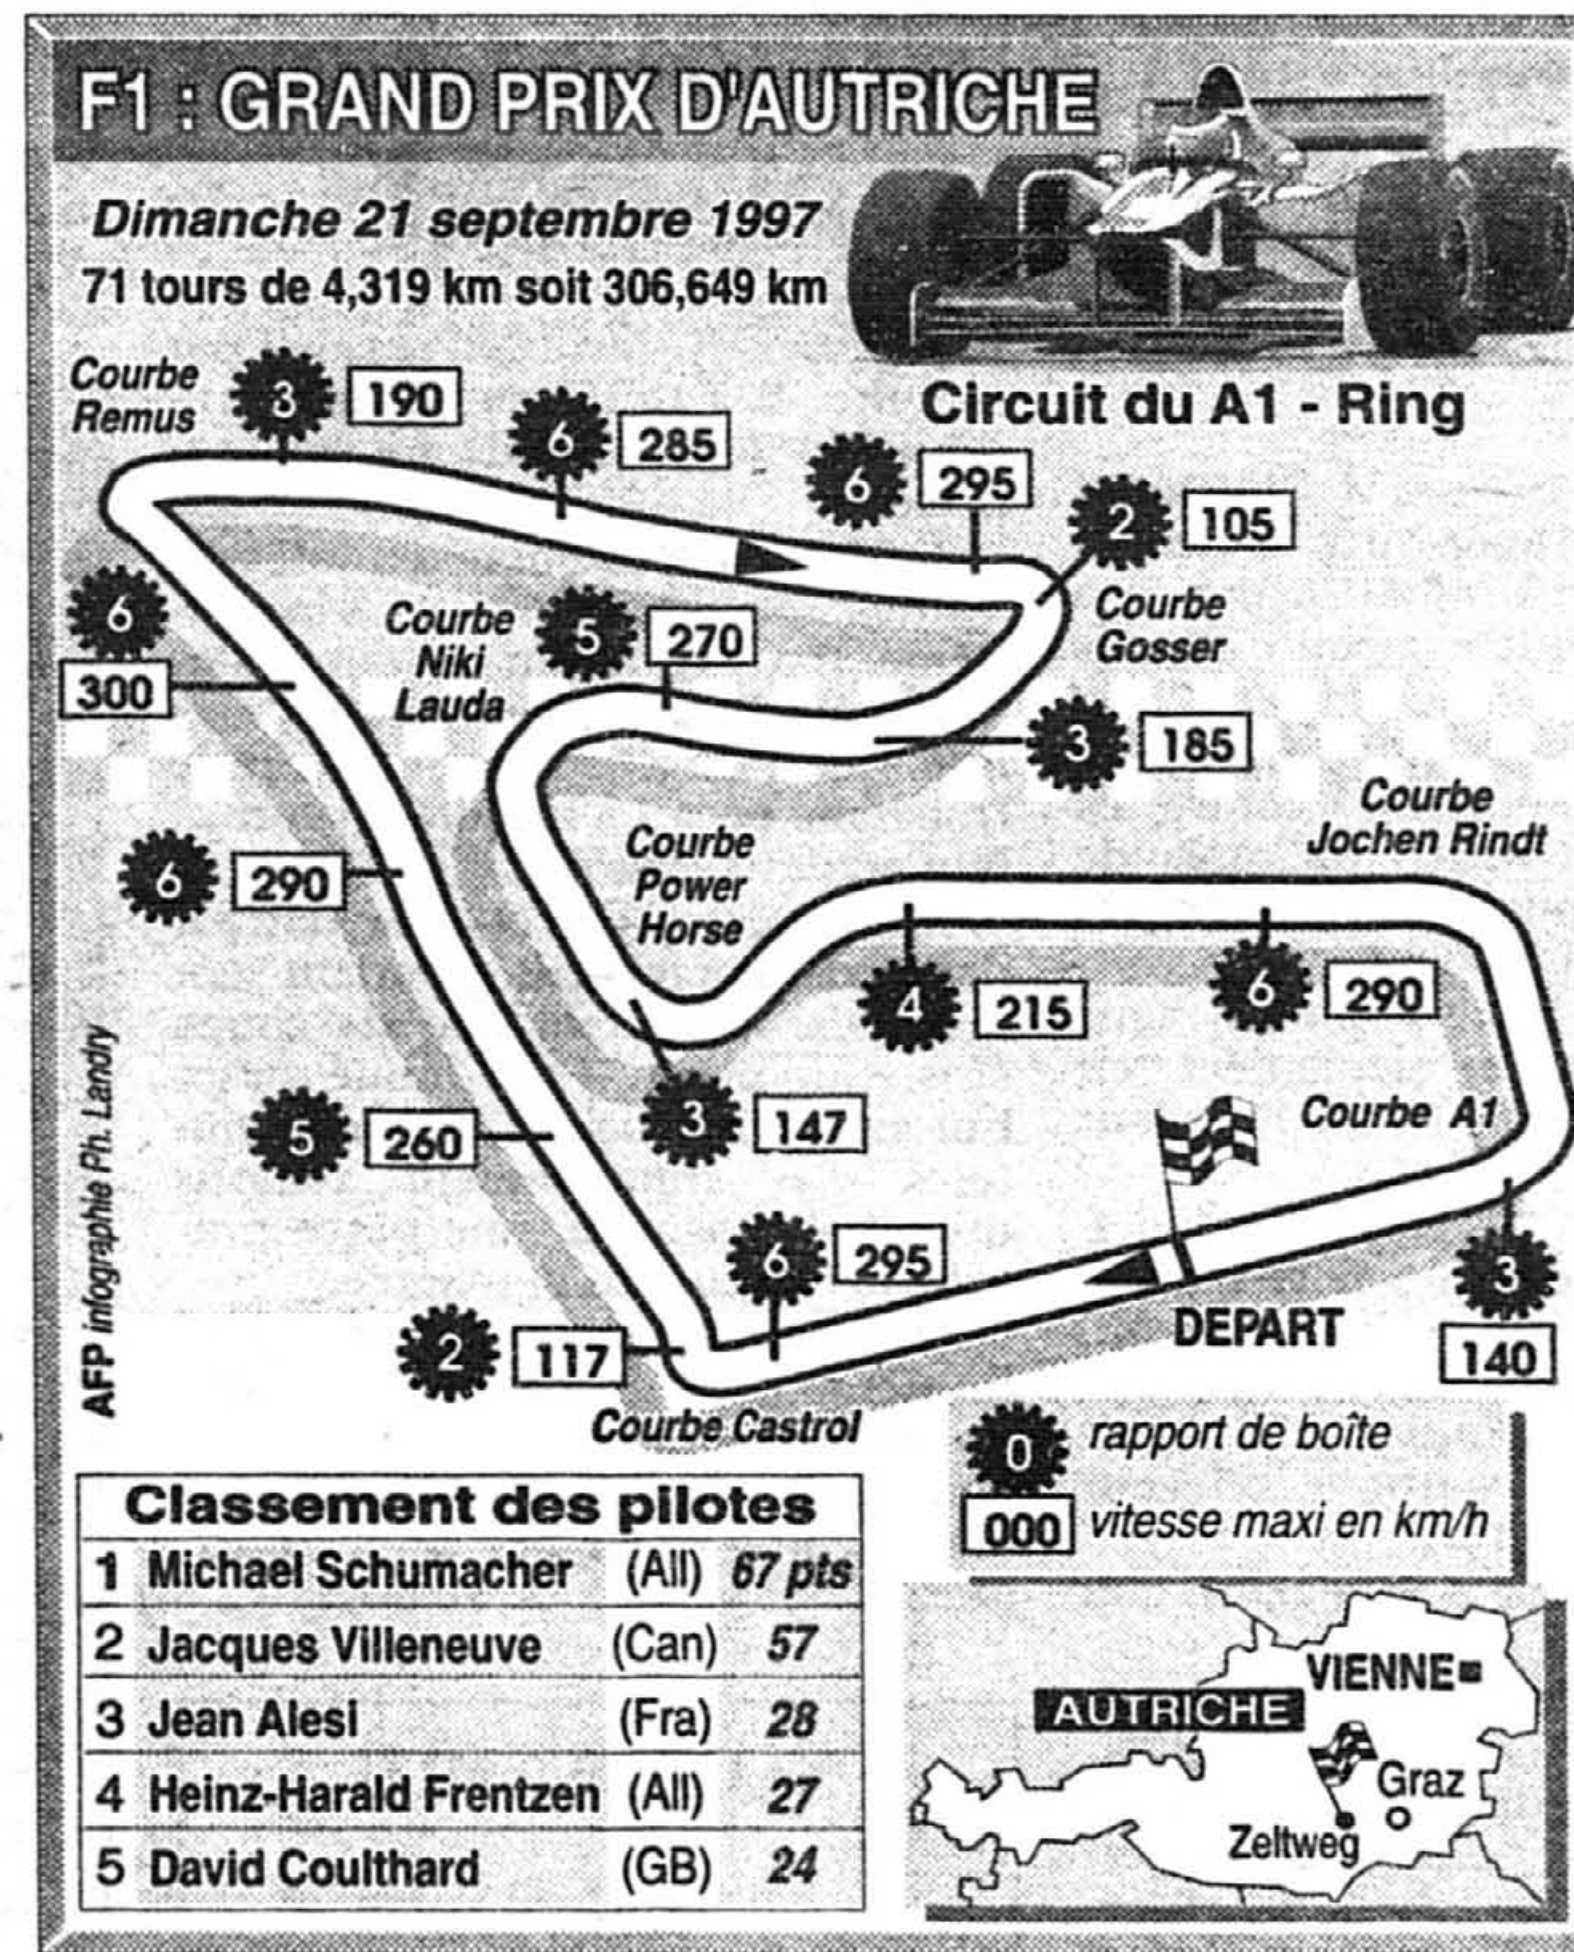 F1 : GRAND PRIX D'AUTRICHE
Dimanche 21 septembre 1997
71 tours de 4,319 km soit 306,649 km
Circuit du A1 - Ring
Courbe
Remus
3 190
6 285
6 295
2 105
Courbe
Gosser
6
300
Courbe
Niki
Lauda
5 270
3 185
Courbe
Jochen Rindt
6 290
Courbe
Power
Horse
4 215
6 290
5 260
3 147
Courbe A1
6 295
DEPART
3
140
2 117
Courbe Castrol
AFP infographie Ph. Landry
0 rapport de boîte
000 vitesse maxi en km/h
Classement des pilotes
1 Michael Schumacher (All) 67 pts
2 Jacques Villeneuve (Can) 57
3 Jean Alesi (Fra) 28
4 Heinz-Harald Frentzen (All) 27
5 David Coulthard (GB) 24
VIENNE
AUTRICHE
Graz
Zeltweg